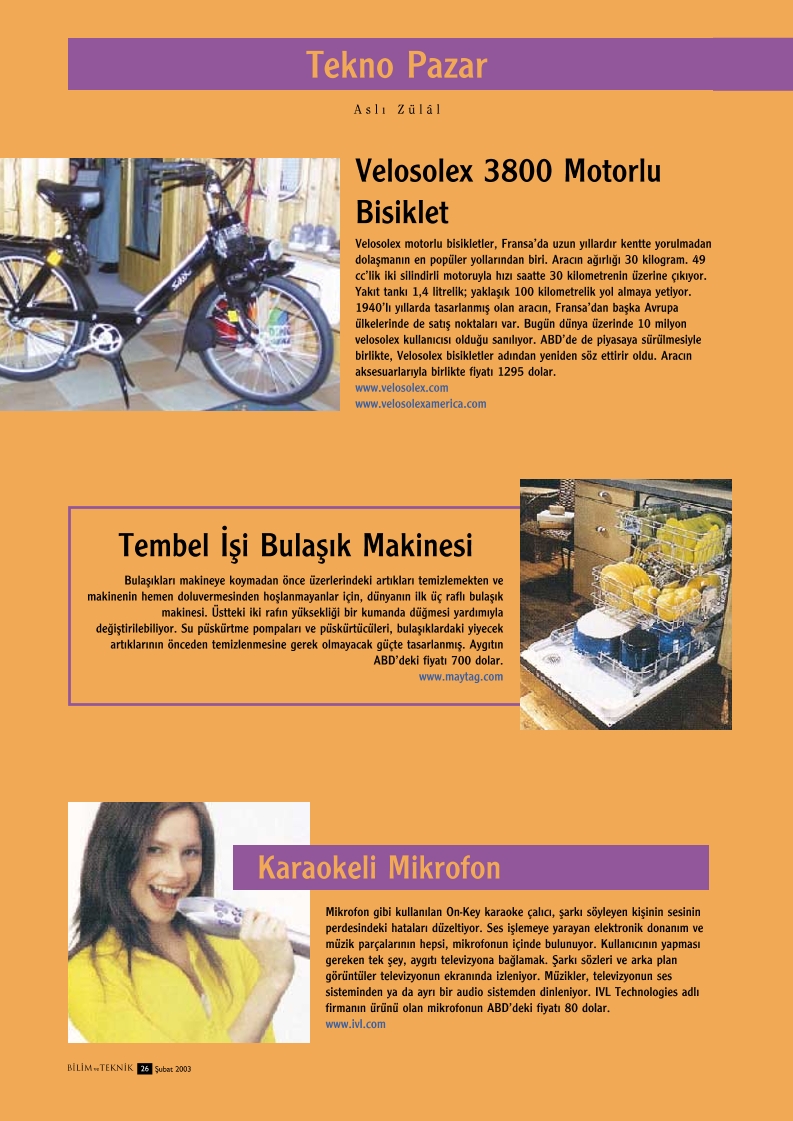 Tekno Pazar
Aslı Zülâl
Velosolex 3800 Motorlu
Bisiklet
Velosolex motorlu bisikletler, Fransa'da uzun yıllardır kentte yorulmadan
dolaşmanın en popüler yollarından biri. Aracın ağırlığı 30 kilogram. 49
cc'lik iki silindirli motoruyla hızı saatte 30 kilometrenin üzerine çıkıyor.
Yakıt tankı 1,4 litrelik; yaklaşık 100 kilometrelik yol almaya yetiyor.
1940'lı yıllarda tasarlanmış olan aracın, Fransa'dan başka Avrupa
ülkelerinde de satış noktaları var. Bugün dünya üzerinde 10 milyon
velosolex kullanıcısı olduğu sanılıyor. ABD'de de piyasaya sürülmesiyle
birlikte, Velosolex bisikletler adından yeniden söz ettirir oldu. Aracın
aksesuarlarıyla birlikte fiyatı 1295 dolar.
www.velosolex.com
www.velosolexamerica.com
Tembel İşi Bulaşık Makinesi
Bulaşıkları makineye koymadan önce üzerlerindeki artıkları temizlemekten ve
makinenin hemen doluvermesinden hoşlanmayanlar için, dünyanın ilk üç raflı bulaşık
makinesi. Üstteki iki rafın yüksekliği bir kumanda düğmesi yardımıyla
değiştirilebiliyor. Su püskürtme pompaları ve püskürtücüleri, bulaşıklardaki yiyecek
artıklarının önceden temizlenmesine gerek olmayacak güçte tasarlanmış. Aygıtın
ABD'deki fiyatı 700 dolar.
www.maytag.com
Karaokeli Mikrofon
Mikrofon gibi kullanılan On-Key karaoke çalıcı, şarkı söyleyen kişinin sesinin
perdesindeki hataları düzeltiyor. Ses işlemeye yarayan elektronik donanım ve
müzik parçalarının hepsi, mikrofonun içinde bulunuyor. Kullanıcının yapması
gereken tek şey, aygıtı televizyona bağlamak. Şarkı sözleri ve arka plan
görüntüler televizyonun ekranında izleniyor. Müzikler, televizyonun ses
sisteminden ya da ayrı bir audio sistemden dinleniyor. IVL Technologies adlı
firmanın ürünü olan mikrofonun ABD'deki fiyatı 80 dolar.
www.ivl.com
BİLİM ve TEKNİK 26 Şubat 2003